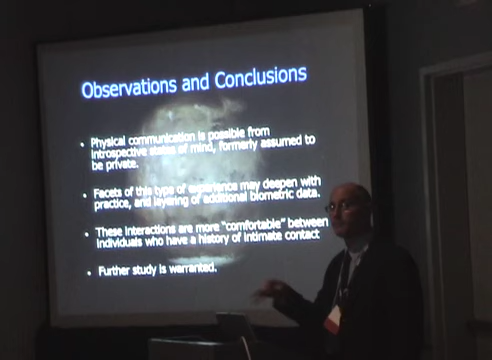 Observations and Conclusions
• Physical communication is possible from
introspective states of mind, formerly assumed to
be private.
• Facets of this type of experience may deepen with
practice, and layering of additional biometric data.
• These interactions are more "comfortable" between
individuals who have a history of intimate contact
• Further study is warranted.